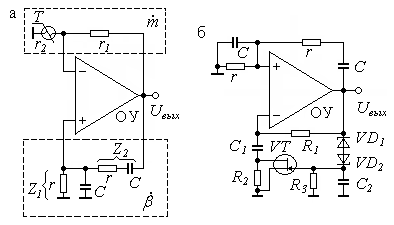 а
T
ṁ
r₂
r₁
−
+
ОУ
Uвых
Z₂
Z₁
r
C
r
C
β̇
б
C
r
r
C
+
−
ОУ
Uвых
C₁
R₁
VD₁
VT
VD₂
R₂
R₃
C₂